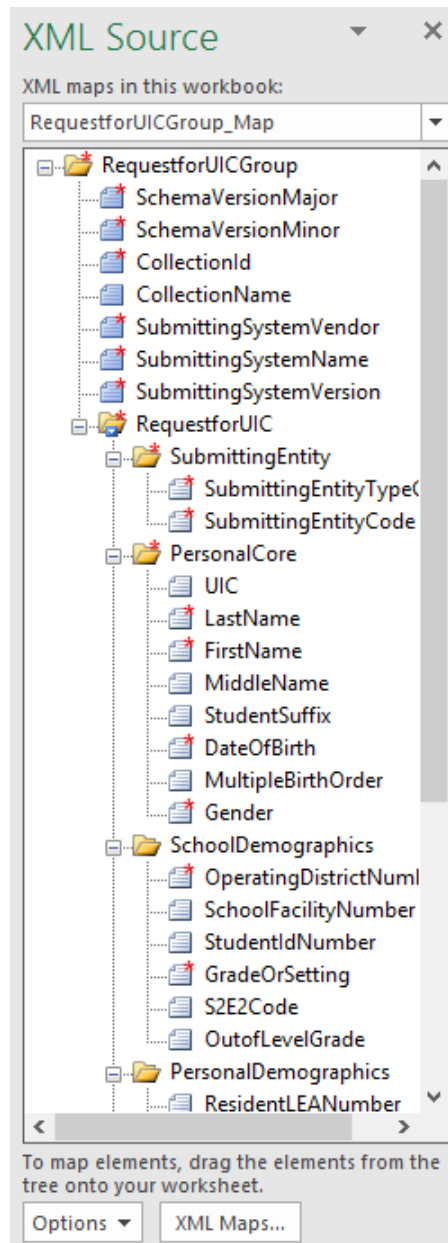 XML Source
XML maps in this workbook:
RequestforUICGroup_Map
RequestforUICGroup
SchemaVersionMajor
SchemaVersionMinor
CollectionId
CollectionName
SubmittingSystemVendor
SubmittingSystemName
SubmittingSystemVersion
RequestforUIC
SubmittingEntity
SubmittingEntityTypeC
SubmittingEntityCode
PersonalCore
UIC
LastName
FirstName
MiddleName
StudentSuffix
DateOfBirth
MultipleBirthOrder
Gender
SchoolDemographics
OperatingDistrictNuml
SchoolFacilityNumber
StudentIdNumber
GradeOrSetting
S2E2Code
OutofLevelGrade
PersonalDemographics
ResidentLEANumber
To map elements, drag the elements from the
tree onto your worksheet.
Options XML Maps...